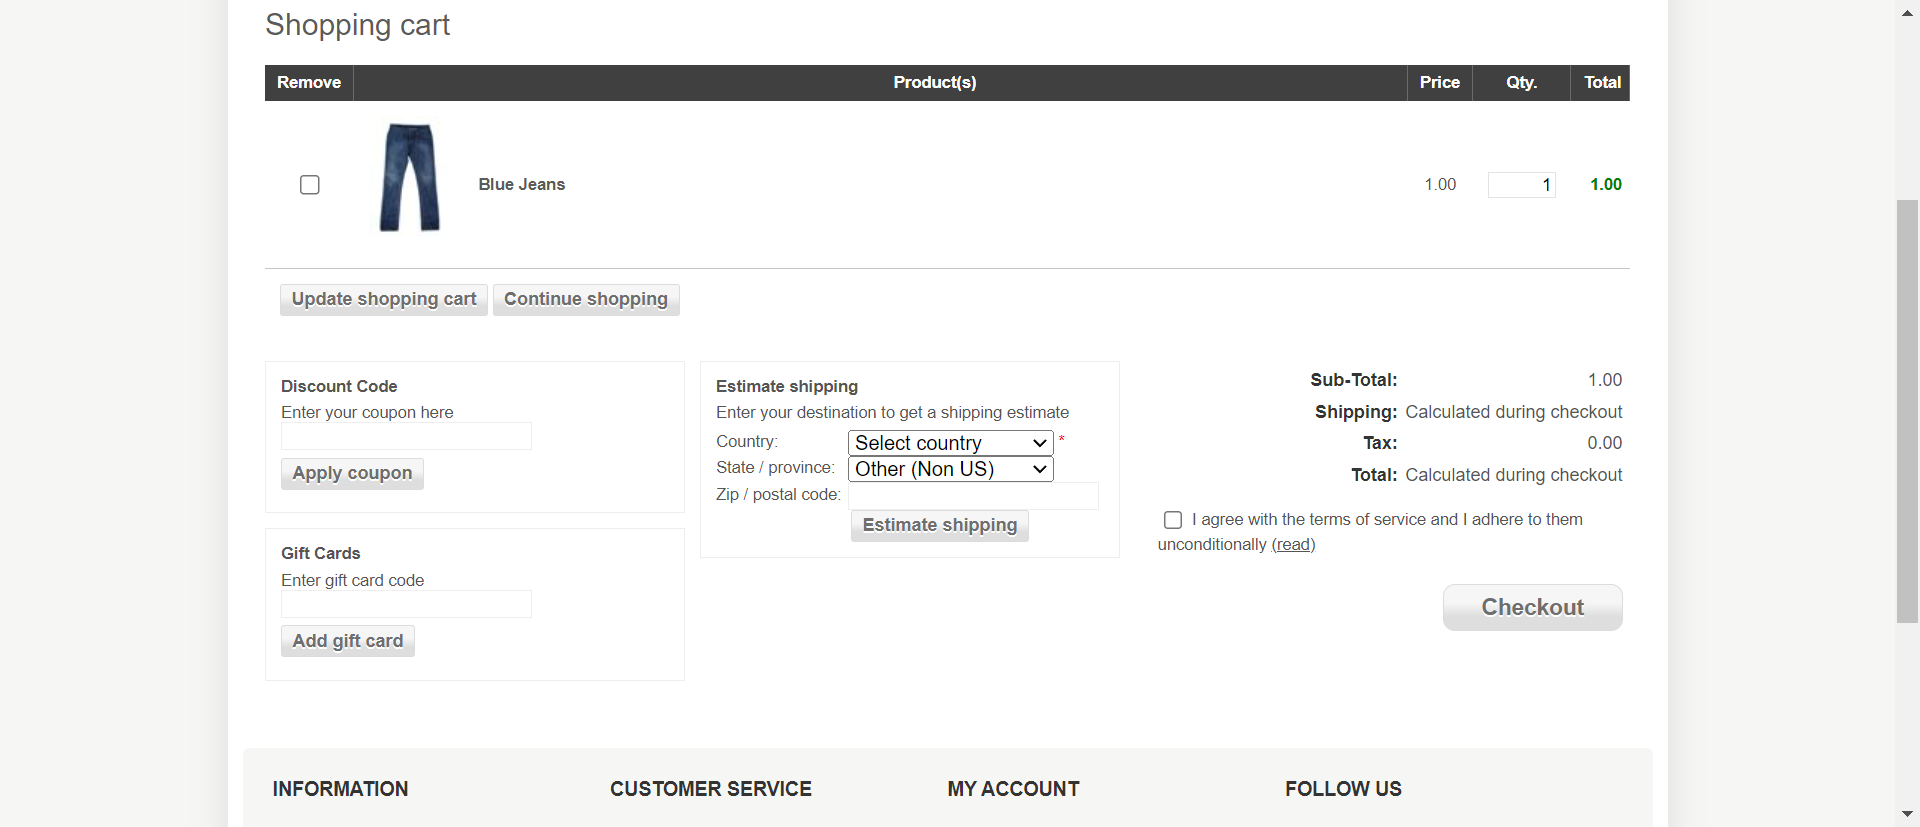 Shopping cart
Remove Product(s) Price Qty. Total
Blue Jeans 1.00 1 1.00
Update shopping cart Continue shopping
Discount Code
Enter your coupon here
Apply coupon
Gift Cards
Enter gift card code
Add gift card
Estimate shipping
Enter your destination to get a shipping estimate
Country: Select country *
State / province: Other (Non US)
Zip / postal code:
Estimate shipping
Sub-Total: 1.00
Shipping: Calculated during checkout
Tax: 0.00
Total: Calculated during checkout
I agree with the terms of service and I adhere to them
unconditionally (read)
Checkout
INFORMATION CUSTOMER SERVICE MY ACCOUNT FOLLOW US